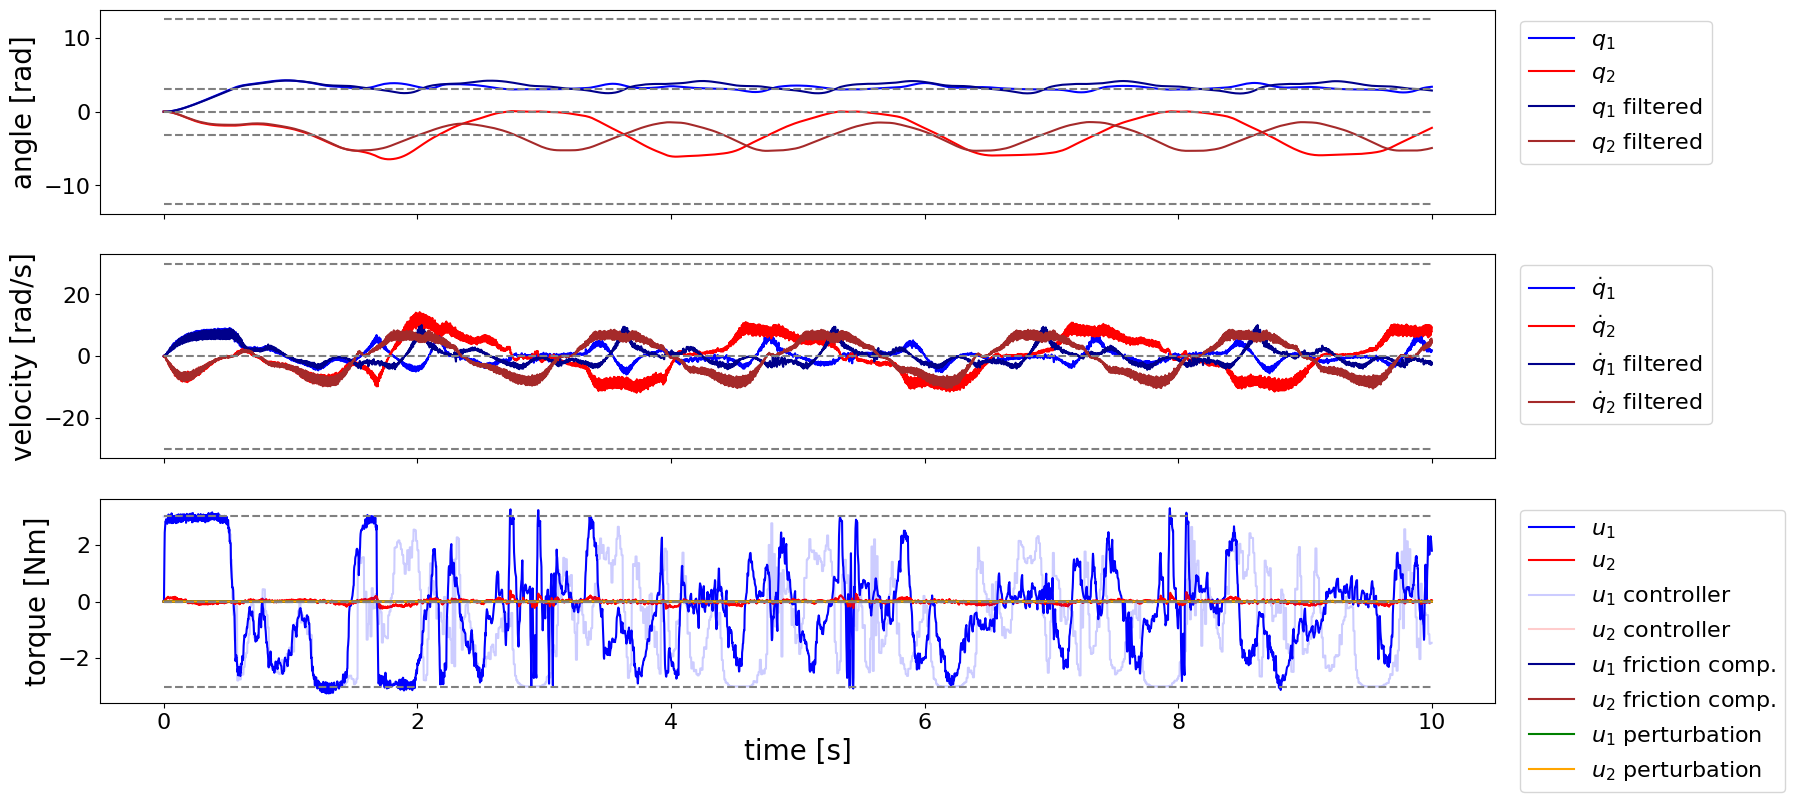 angle [rad]
10
0
−10
q₁
q₂
q₁ filtered
q₂ filtered
velocity [rad/s]
20
0
−20
q̇₁
q̇₂
q̇₁ filtered
q̇₂ filtered
torque [Nm]
2
0
−2
0 2 4 6 8 10
time [s]
u₁
u₂
u₁ controller
u₂ controller
u₁ friction comp.
u₂ friction comp.
u₁ perturbation
u₂ perturbation